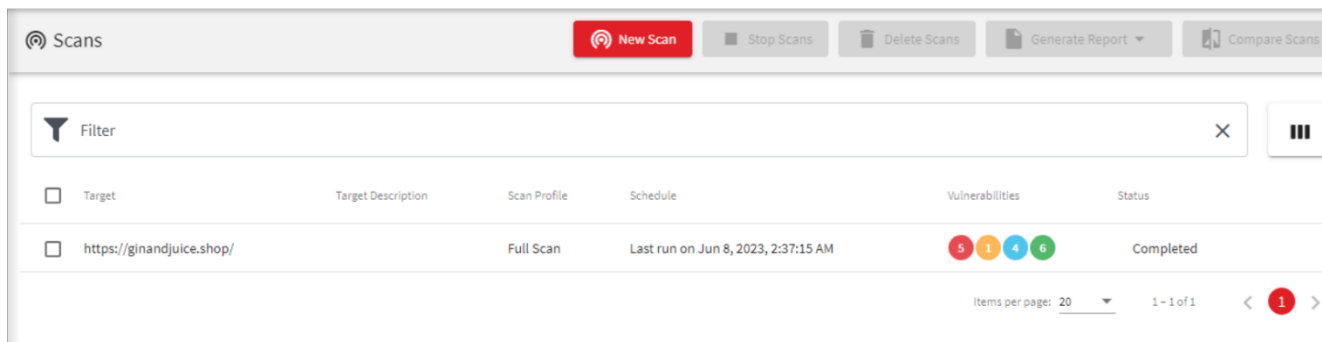 Scans New Scan Stop Scans Delete Scans Generate Report Compare Scans
Filter
Target Target Description Scan Profile Schedule Vulnerabilities Status
https://ginandjuice.shop/ Full Scan Last run on Jun 8, 2023, 2:37:15 AM 5 1 4 6 Completed
Items per page: 20 1 – 1 of 1 1